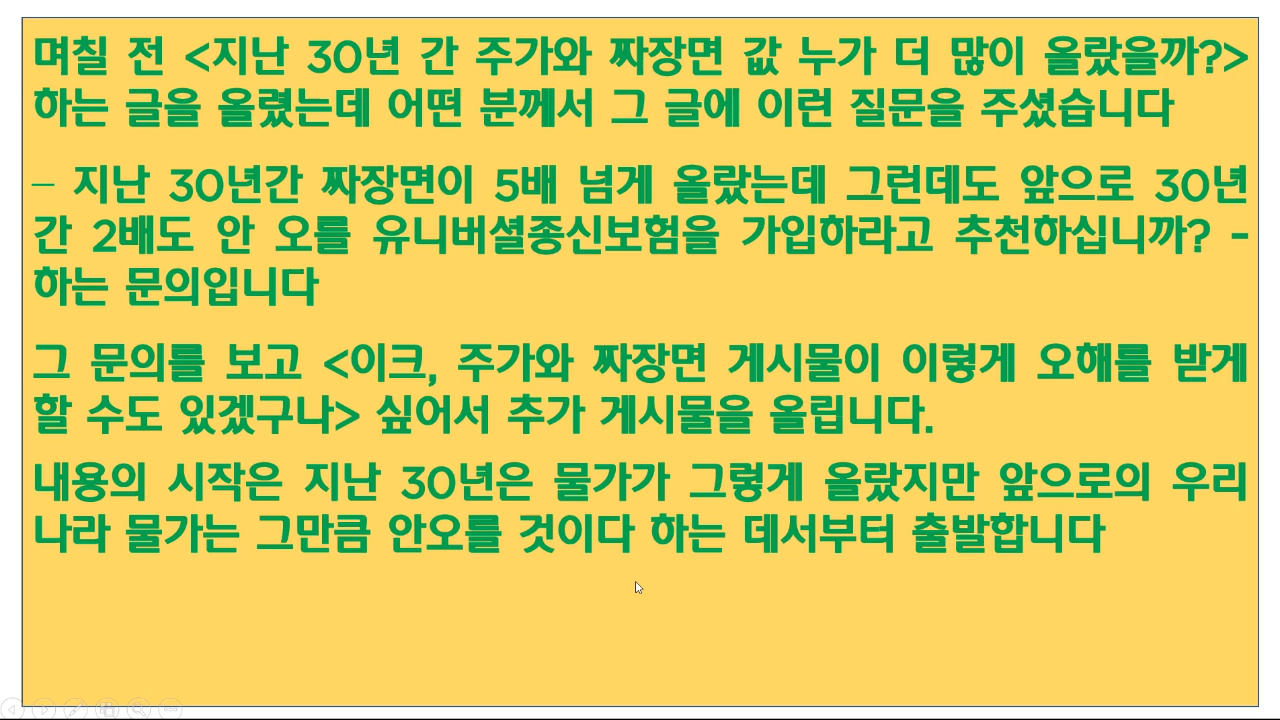 며칠 전 <지난 30년 간 주가와 짜장면 값 누가 더 많이 올랐을까?>
하는 글을 올렸는데 어떤 분께서 그 글에 이런 질문을 주셨습니다
– 지난 30년간 짜장면이 5배 넘게 올랐는데 그런데도 앞으로 30년
간 2배도 안 오를 유니버셜종신보험을 가입하라고 추천하십니까? -
하는 문의입니다
그 문의를 보고 <이크, 주가와 짜장면 게시물이 이렇게 오해를 받게
할 수도 있겠구나> 싶어서 추가 게시물을 올립니다.
내용의 시작은 지난 30년은 물가가 그렇게 올랐지만 앞으로의 우리
나라 물가는 그만큼 안오를 것이다 하는 데서부터 출발합니다